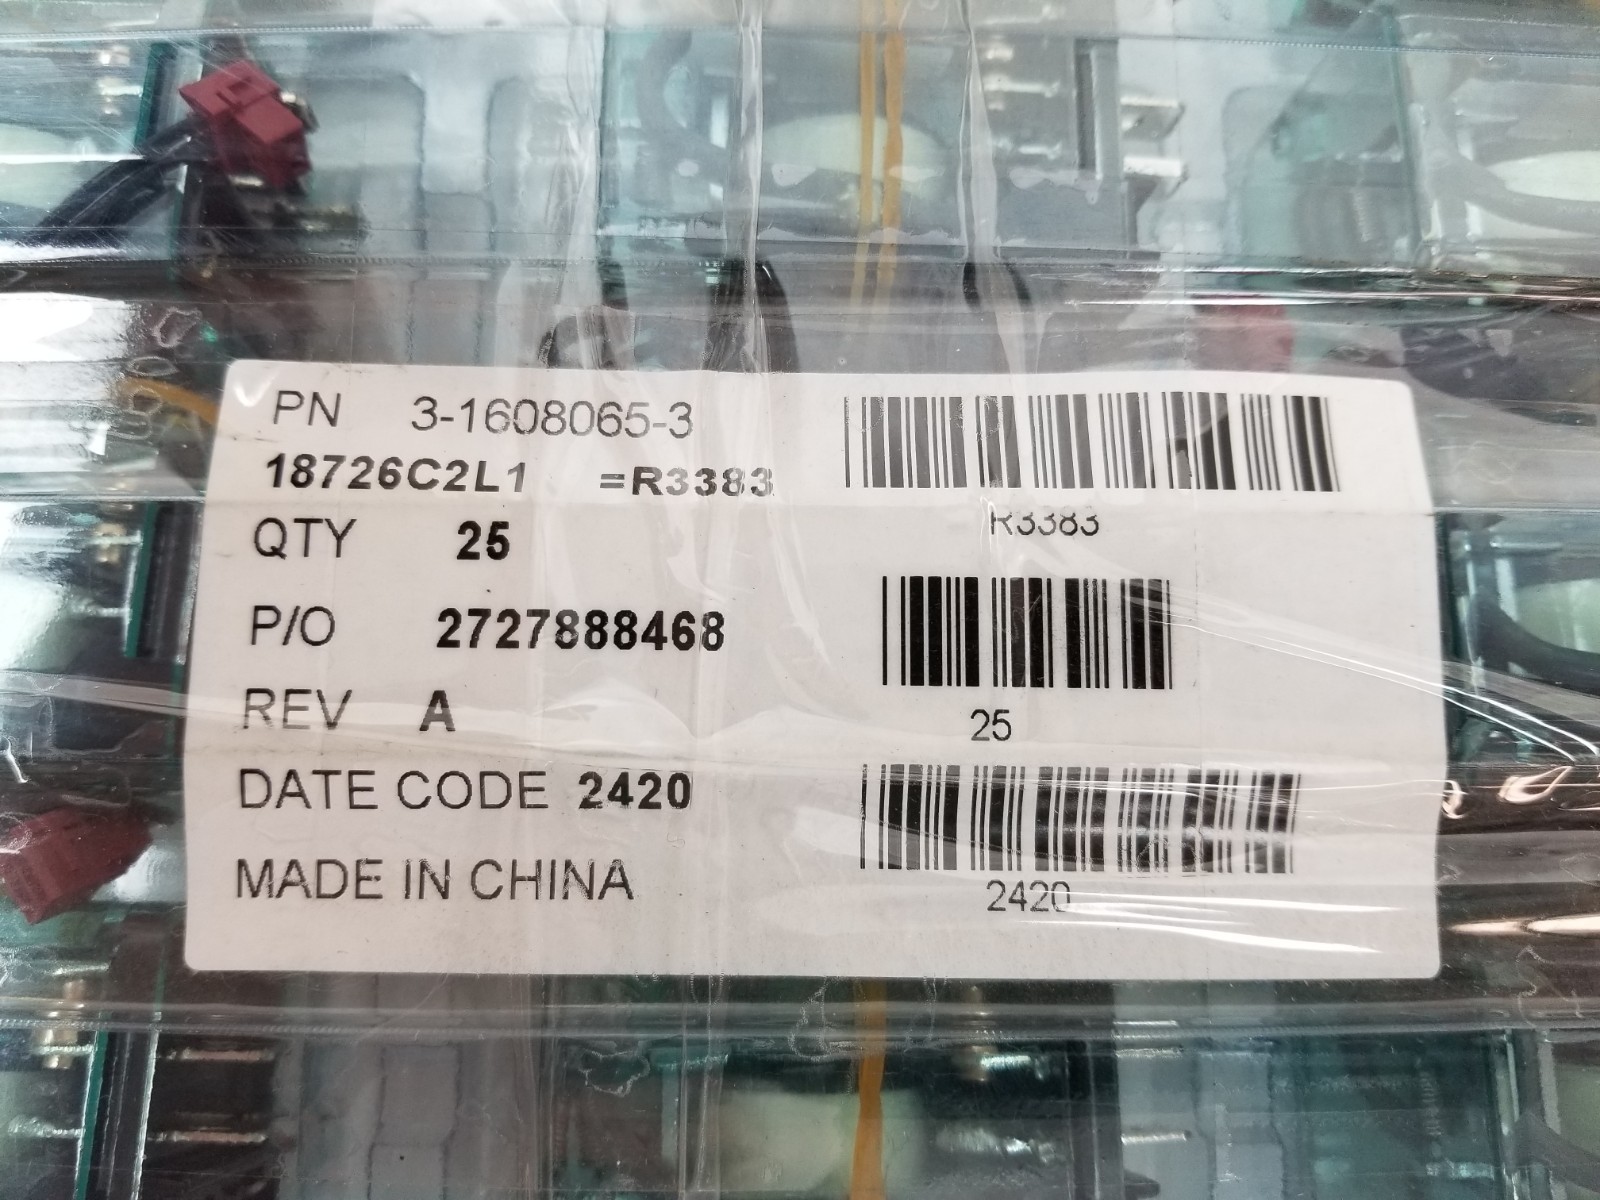 PN 3-1608065-3
18726C2L1 =R3383
R3383
QTY 25
P/O 2727888468
25
REV A
DATE CODE 2420
2420
MADE IN CHINA